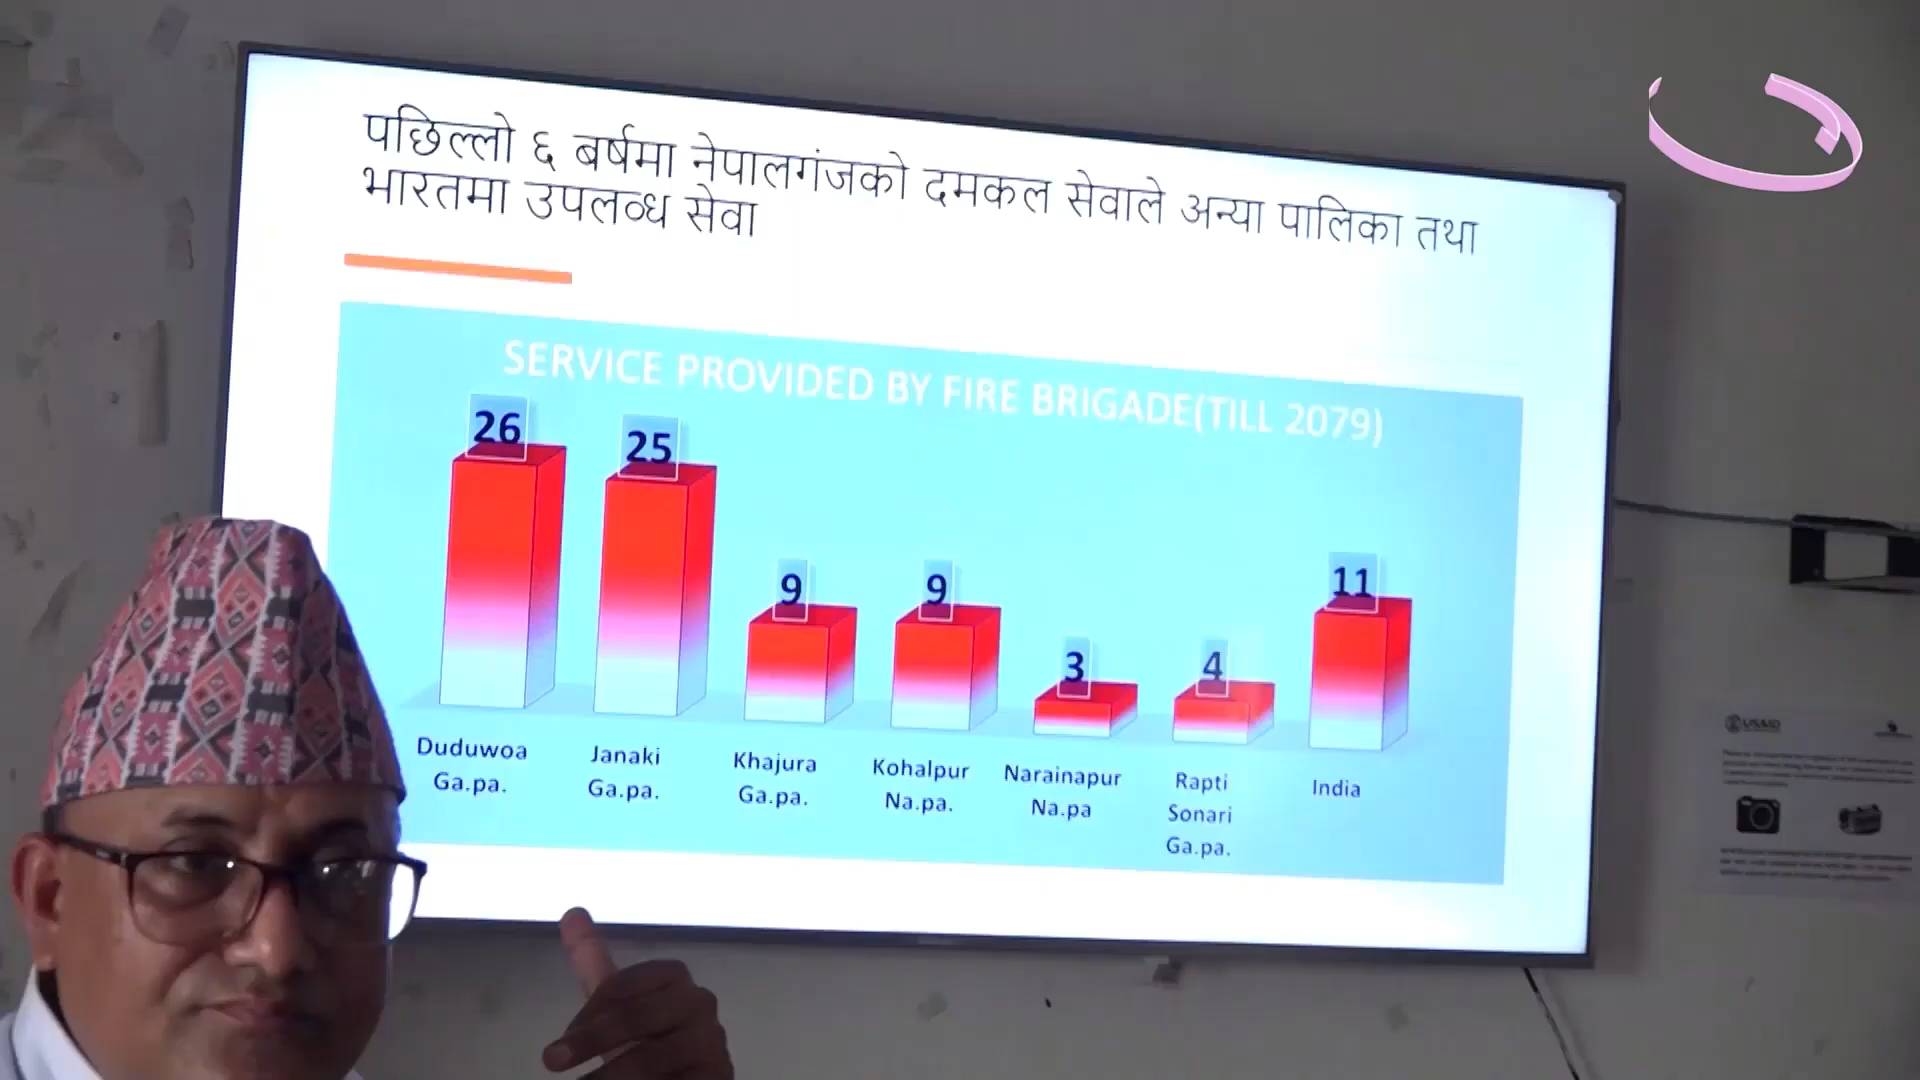 पछिल्लो ६ बर्षमा नेपालगंजको दमकल सेवाले अन्या पालिका तथा
भारतमा उपलव्ध सेवा
SERVICE PROVIDED BY FIRE BRIGADE(TILL 2079)
26
25
9
9
3
4
11
Duduwoa
Ga.pa.
Janaki
Ga.pa.
Khajura
Ga.pa.
Kohalpur
Na.pa.
Narainapur
Na.pa
Rapti
Sonari
Ga.pa.
India
USAID